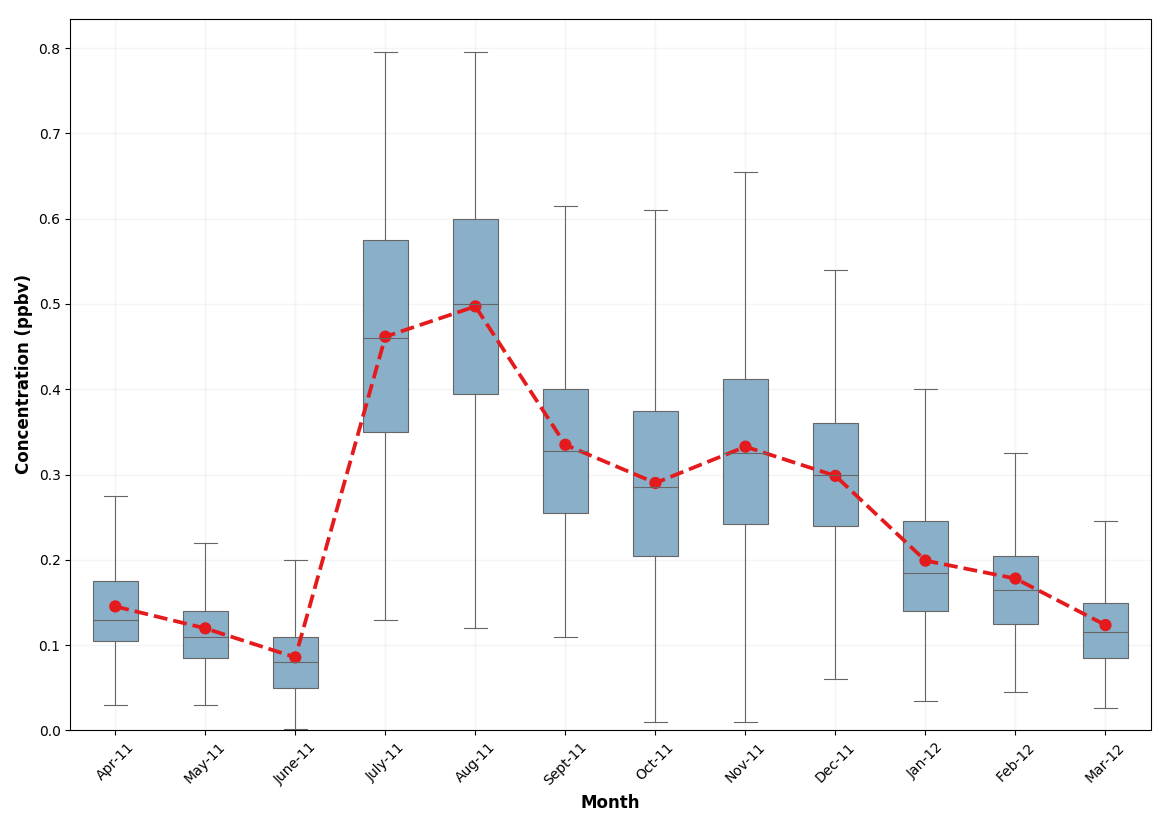 0.8
0.7
0.6
0.5
0.4
0.3
0.2
0.1
0.0
Concentration (ppbv)
Apr-11
May-11
June-11
July-11
Aug-11
Sept-11
Oct-11
Nov-11
Dec-11
Jan-12
Feb-12
Mar-12
Month